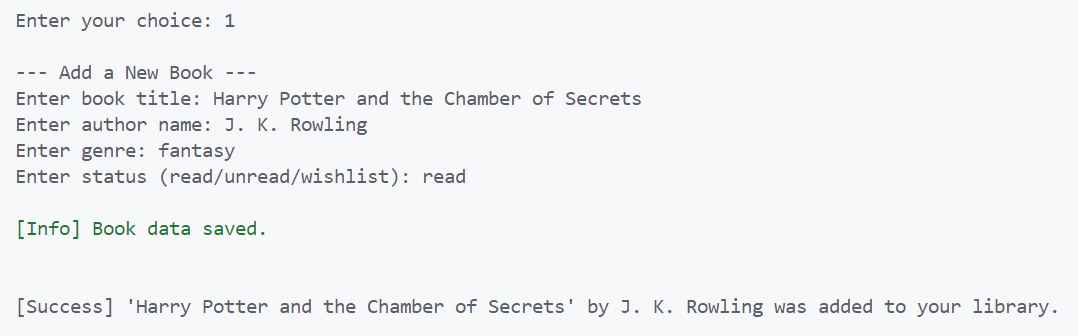 Enter your choice: 1
--- Add a New Book ---
Enter book title: Harry Potter and the Chamber of Secrets
Enter author name: J. K. Rowling
Enter genre: fantasy
Enter status (read/unread/wishlist): read
[Info] Book data saved.
[Success] 'Harry Potter and the Chamber of Secrets' by J. K. Rowling was added to your library.